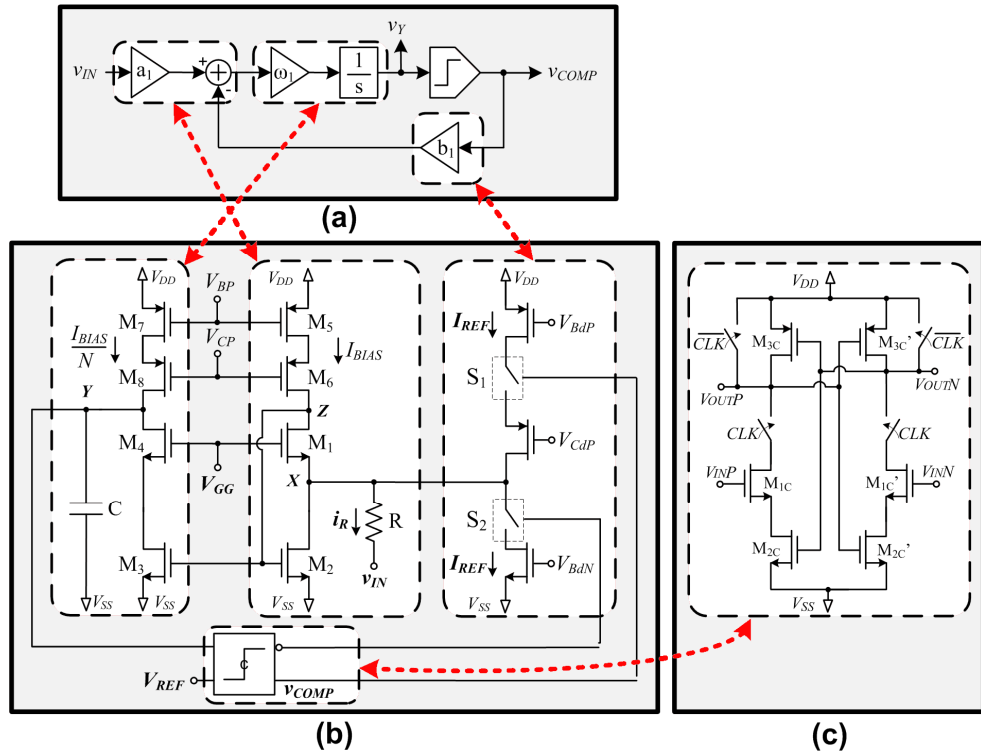 v_Y
v_IN
a_1
+
-
ω_1
1
s
v_COMP
b_1
(a)
V_DD
V_BP
V_DD
V_DD
M_7
M_5
I_REF
V_BdP
I_BIAS
N
V_CP
I_BIAS
M_8
M_6
S_1
Y
Z
M_4
M_1
V_CdP
V_GG
X
C
i_R
R
S_2
M_3
M_2
v_IN
I_REF
V_BdN
V_SS
V_SS
V_SS
V_SS
C
V_REF
v_COMP
(b)
V_DD
CLK
M_3C
M_3C'
CLK
V_OUTP
V_OUTN
CLK
CLK
V_INP
V_INN
M_1C
M_1C'
M_2C
M_2C'
V_SS
(c)